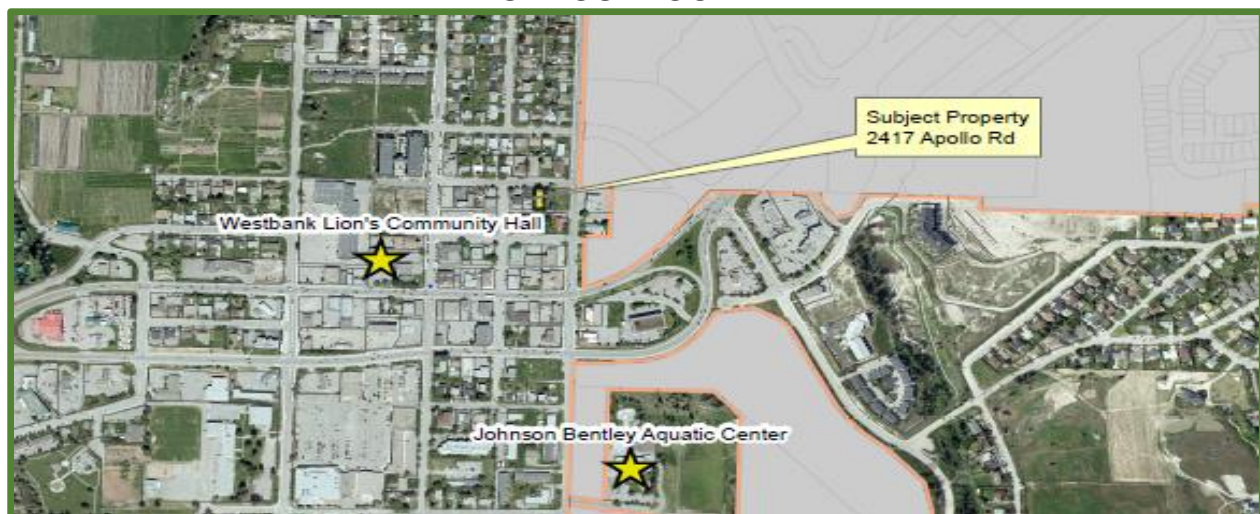 Subject Property
2417 Apollo Rd
Westbank Lion's Community Hall
Johnson Bentley Aquatic Center